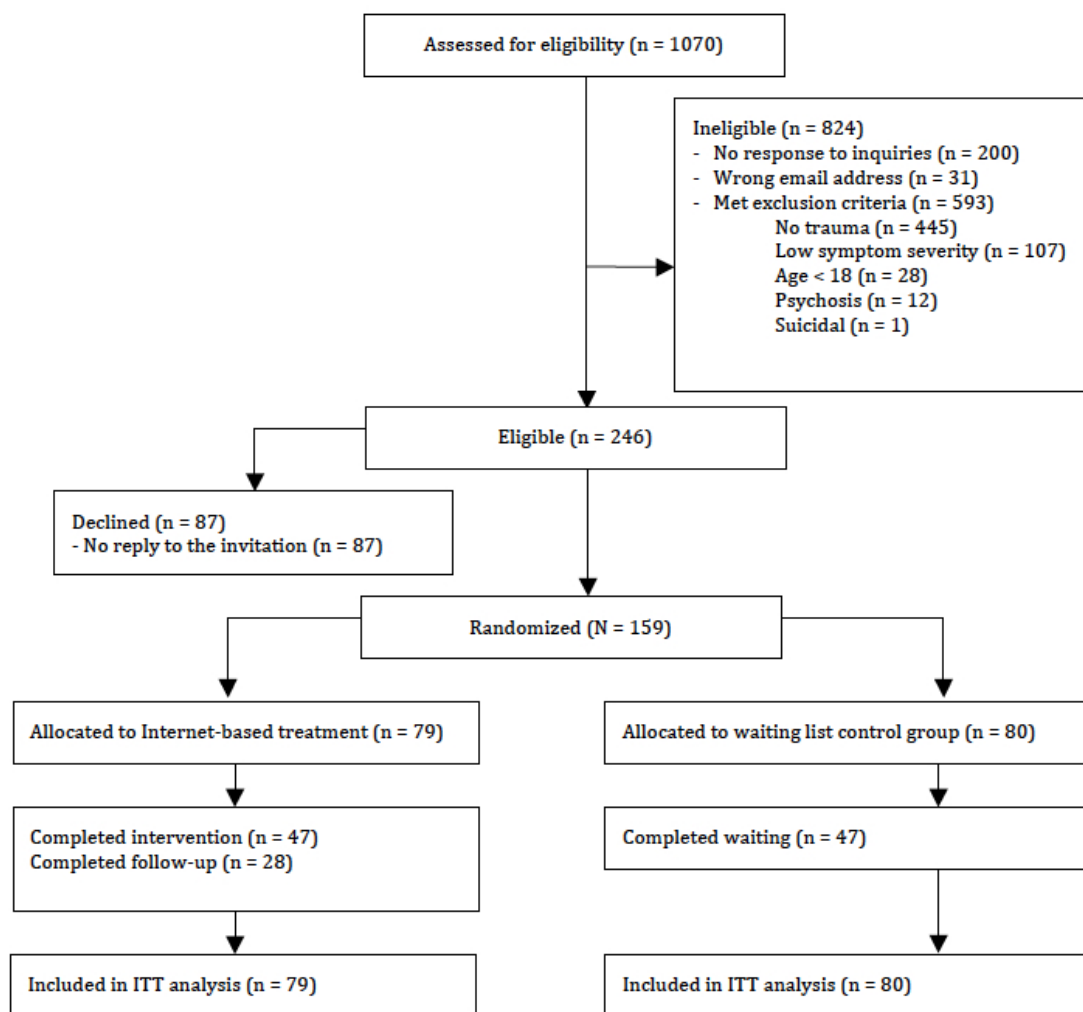 Assessed for eligibility (n = 1070)
Ineligible (n = 824)
- No response to inquiries (n = 200)
- Wrong email address (n = 31)
- Met exclusion criteria (n = 593)
No trauma (n = 445)
Low symptom severity (n = 107)
Age < 18 (n = 28)
Psychosis (n = 12)
Suicidal (n = 1)
Eligible (n = 246)
Declined (n = 87)
- No reply to the invitation (n = 87)
Randomized (N = 159)
Allocated to Internet-based treatment (n = 79)
Allocated to waiting list control group (n = 80)
Completed intervention (n = 47)
Completed follow-up (n = 28)
Completed waiting (n = 47)
Included in ITT analysis (n = 79)
Included in ITT analysis (n = 80)